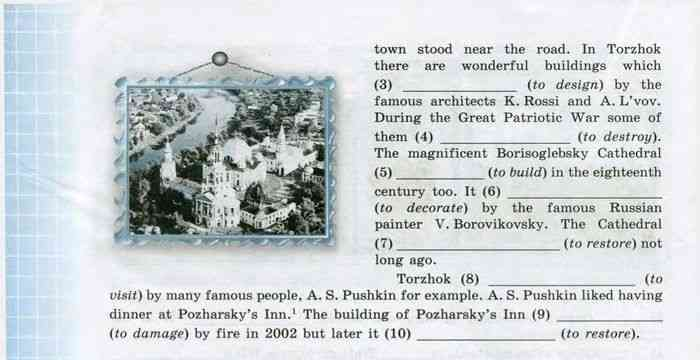 town stood near the road. In Torzhok
there are wonderful buildings which
(3) ______________ (to design) by the
famous architects K. Rossi and A. L'vov.
During the Great Patriotic War some of
them (4) ________________ (to destroy).
The magnificent Borisoglebsky Cathedral
(5) ___________ (to build) in the eighteenth
century too. It (6) ___________________
(to decorate) by the famous Russian
painter V. Borovikovsky. The Cathedral
(7) ____________________ (to restore) not
long ago.
Torzhok (8) __________________ (to
visit) by many famous people, A. S. Pushkin for example. A. S. Pushkin liked having
dinner at Pozharsky's Inn.¹ The building of Pozharsky's Inn (9) _____________
(to damage) by fire in 2002 but later it (10) _________________ (to restore).